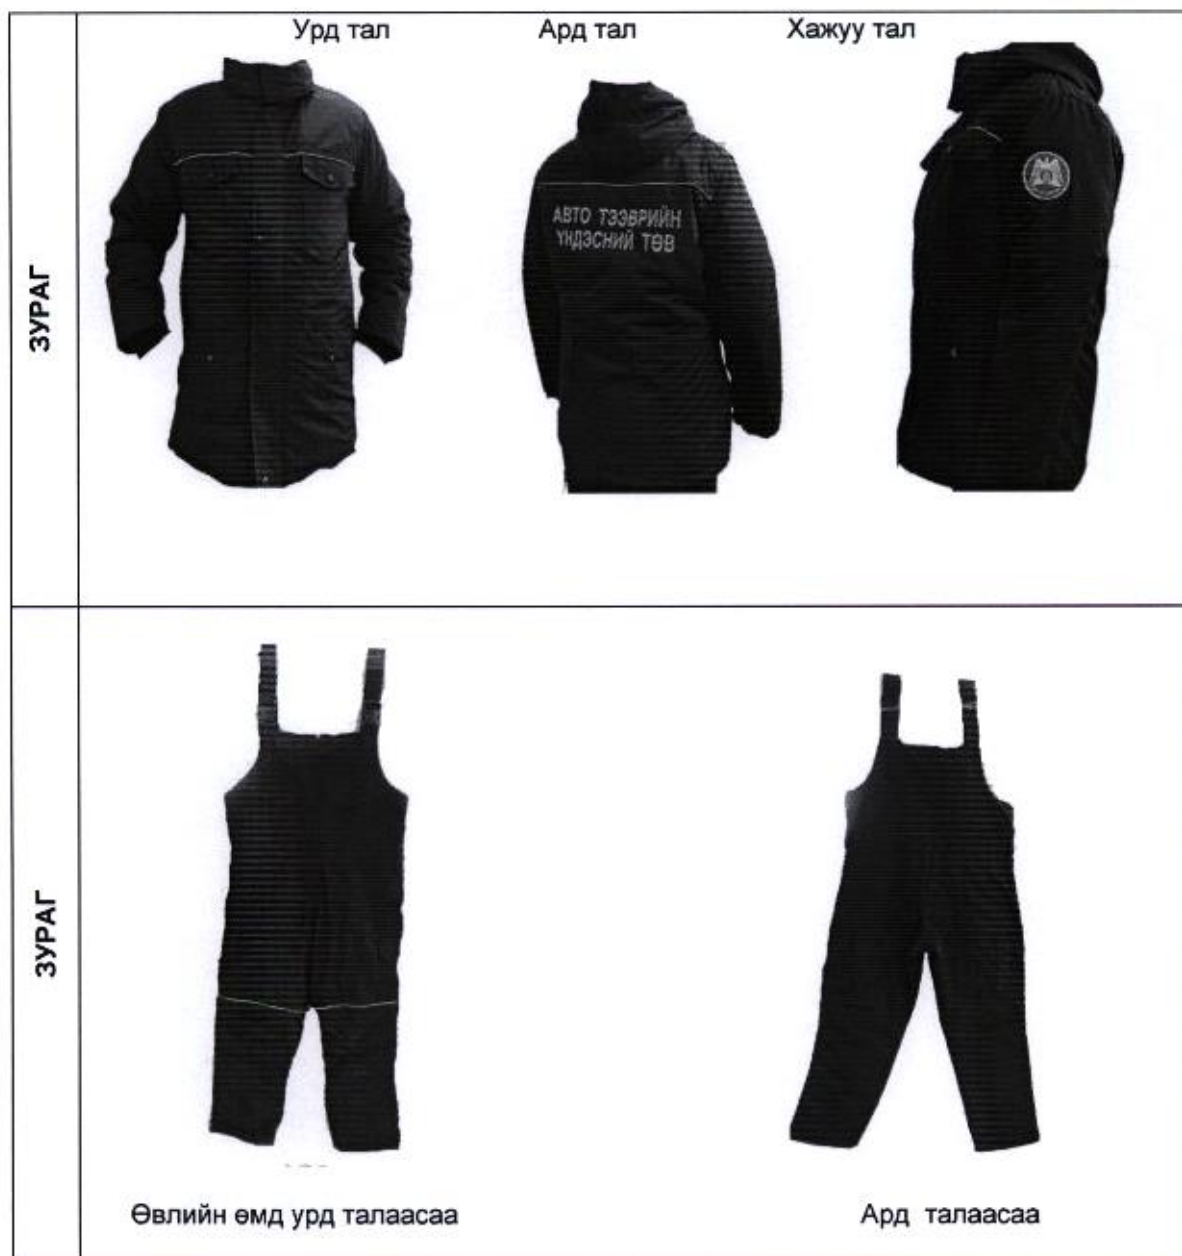 Урд тал
Ард тал
Хажуу тал
ЗУРАГ
АВТО ТЭЭВРИЙН
ҮНДЭСНИЙ ТӨВ
ЗУРАГ
Өвлийн өмд урд талаасаа
Ард талаасаа